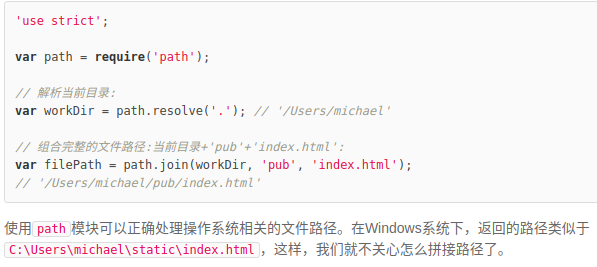 'use strict';
var path = require('path');
// 解析当前目录:
var workDir = path.resolve('.'); // '/Users/michael'
// 组合完整的文件路径:当前目录+'pub'+'index.html':
var filePath = path.join(workDir, 'pub', 'index.html');
// '/Users/michael/pub/index.html'
使用path模块可以正确处理操作系统相关的文件路径。在Windows系统下，返回的路径类似于
C:\Users\michael\static\index.html，这样，我们就不关心怎么拼接路径了。